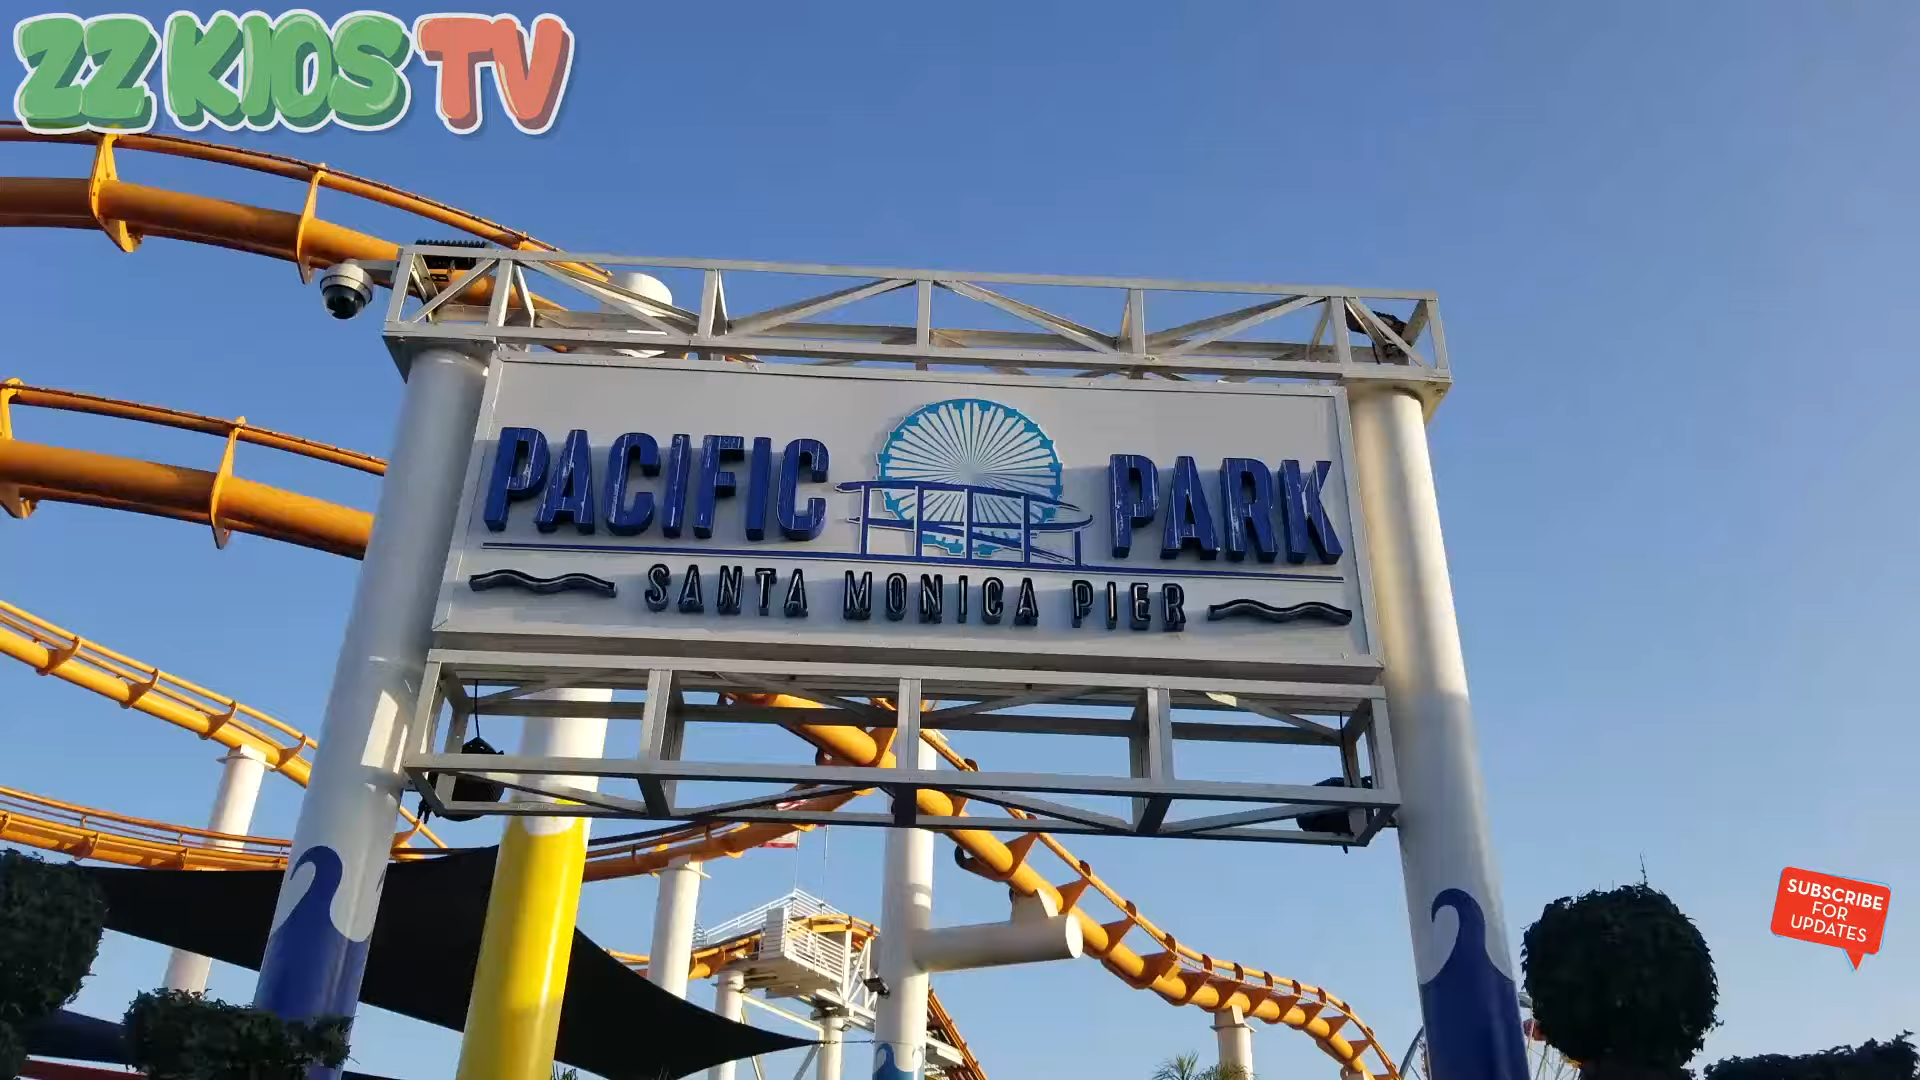 ZZ KIDS TV
PACIFIC PARK
SANTA MONICA PIER
SUBSCRIBE
FOR
UPDATES